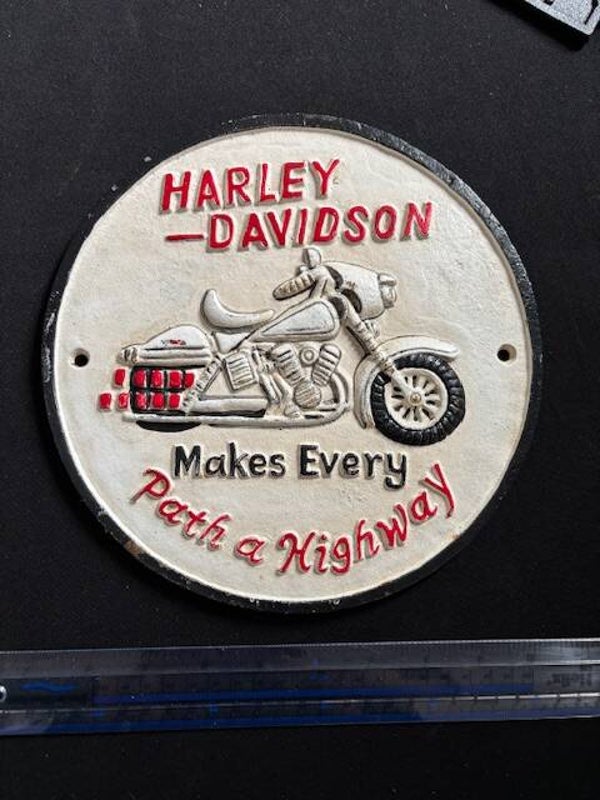 HARLEY
—DAVIDSON
Makes Every
Path a Highway